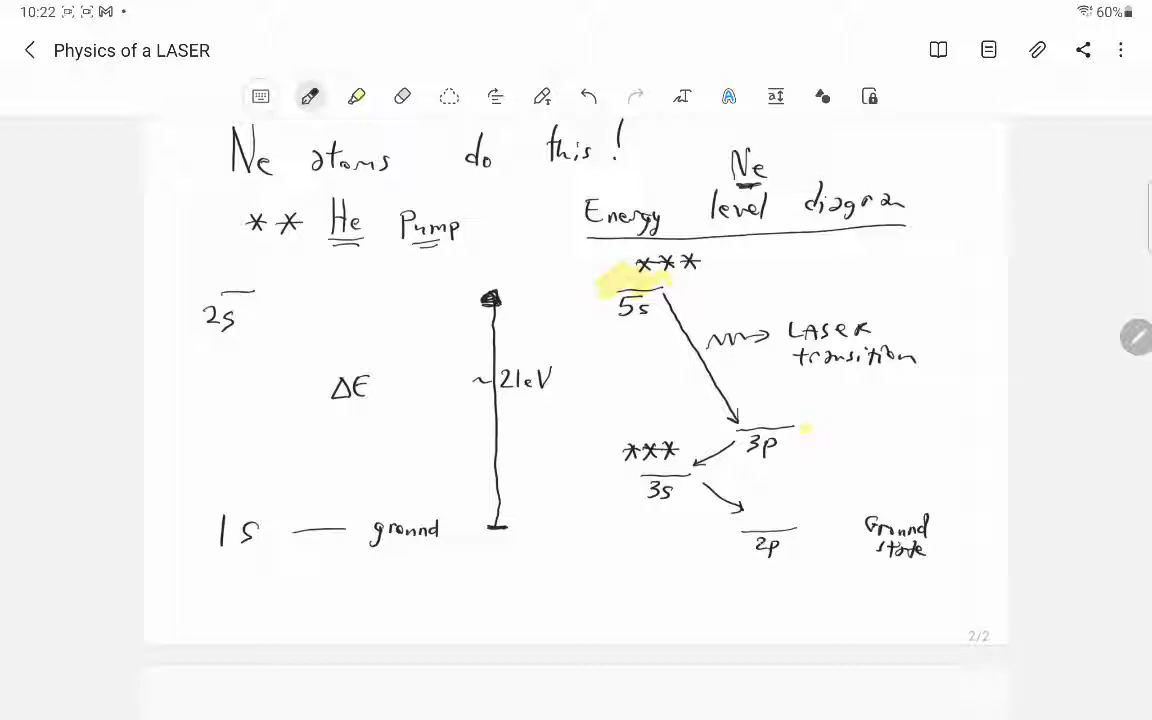 10:22
60%
Physics of a LASER
Ne atoms do this!
** He Pump
Ne
Energy level diagram
***
2s
5s
LASER
transition
ΔE
~21eV
3p
***
3s
1s — ground
2p
Ground
state
2/2